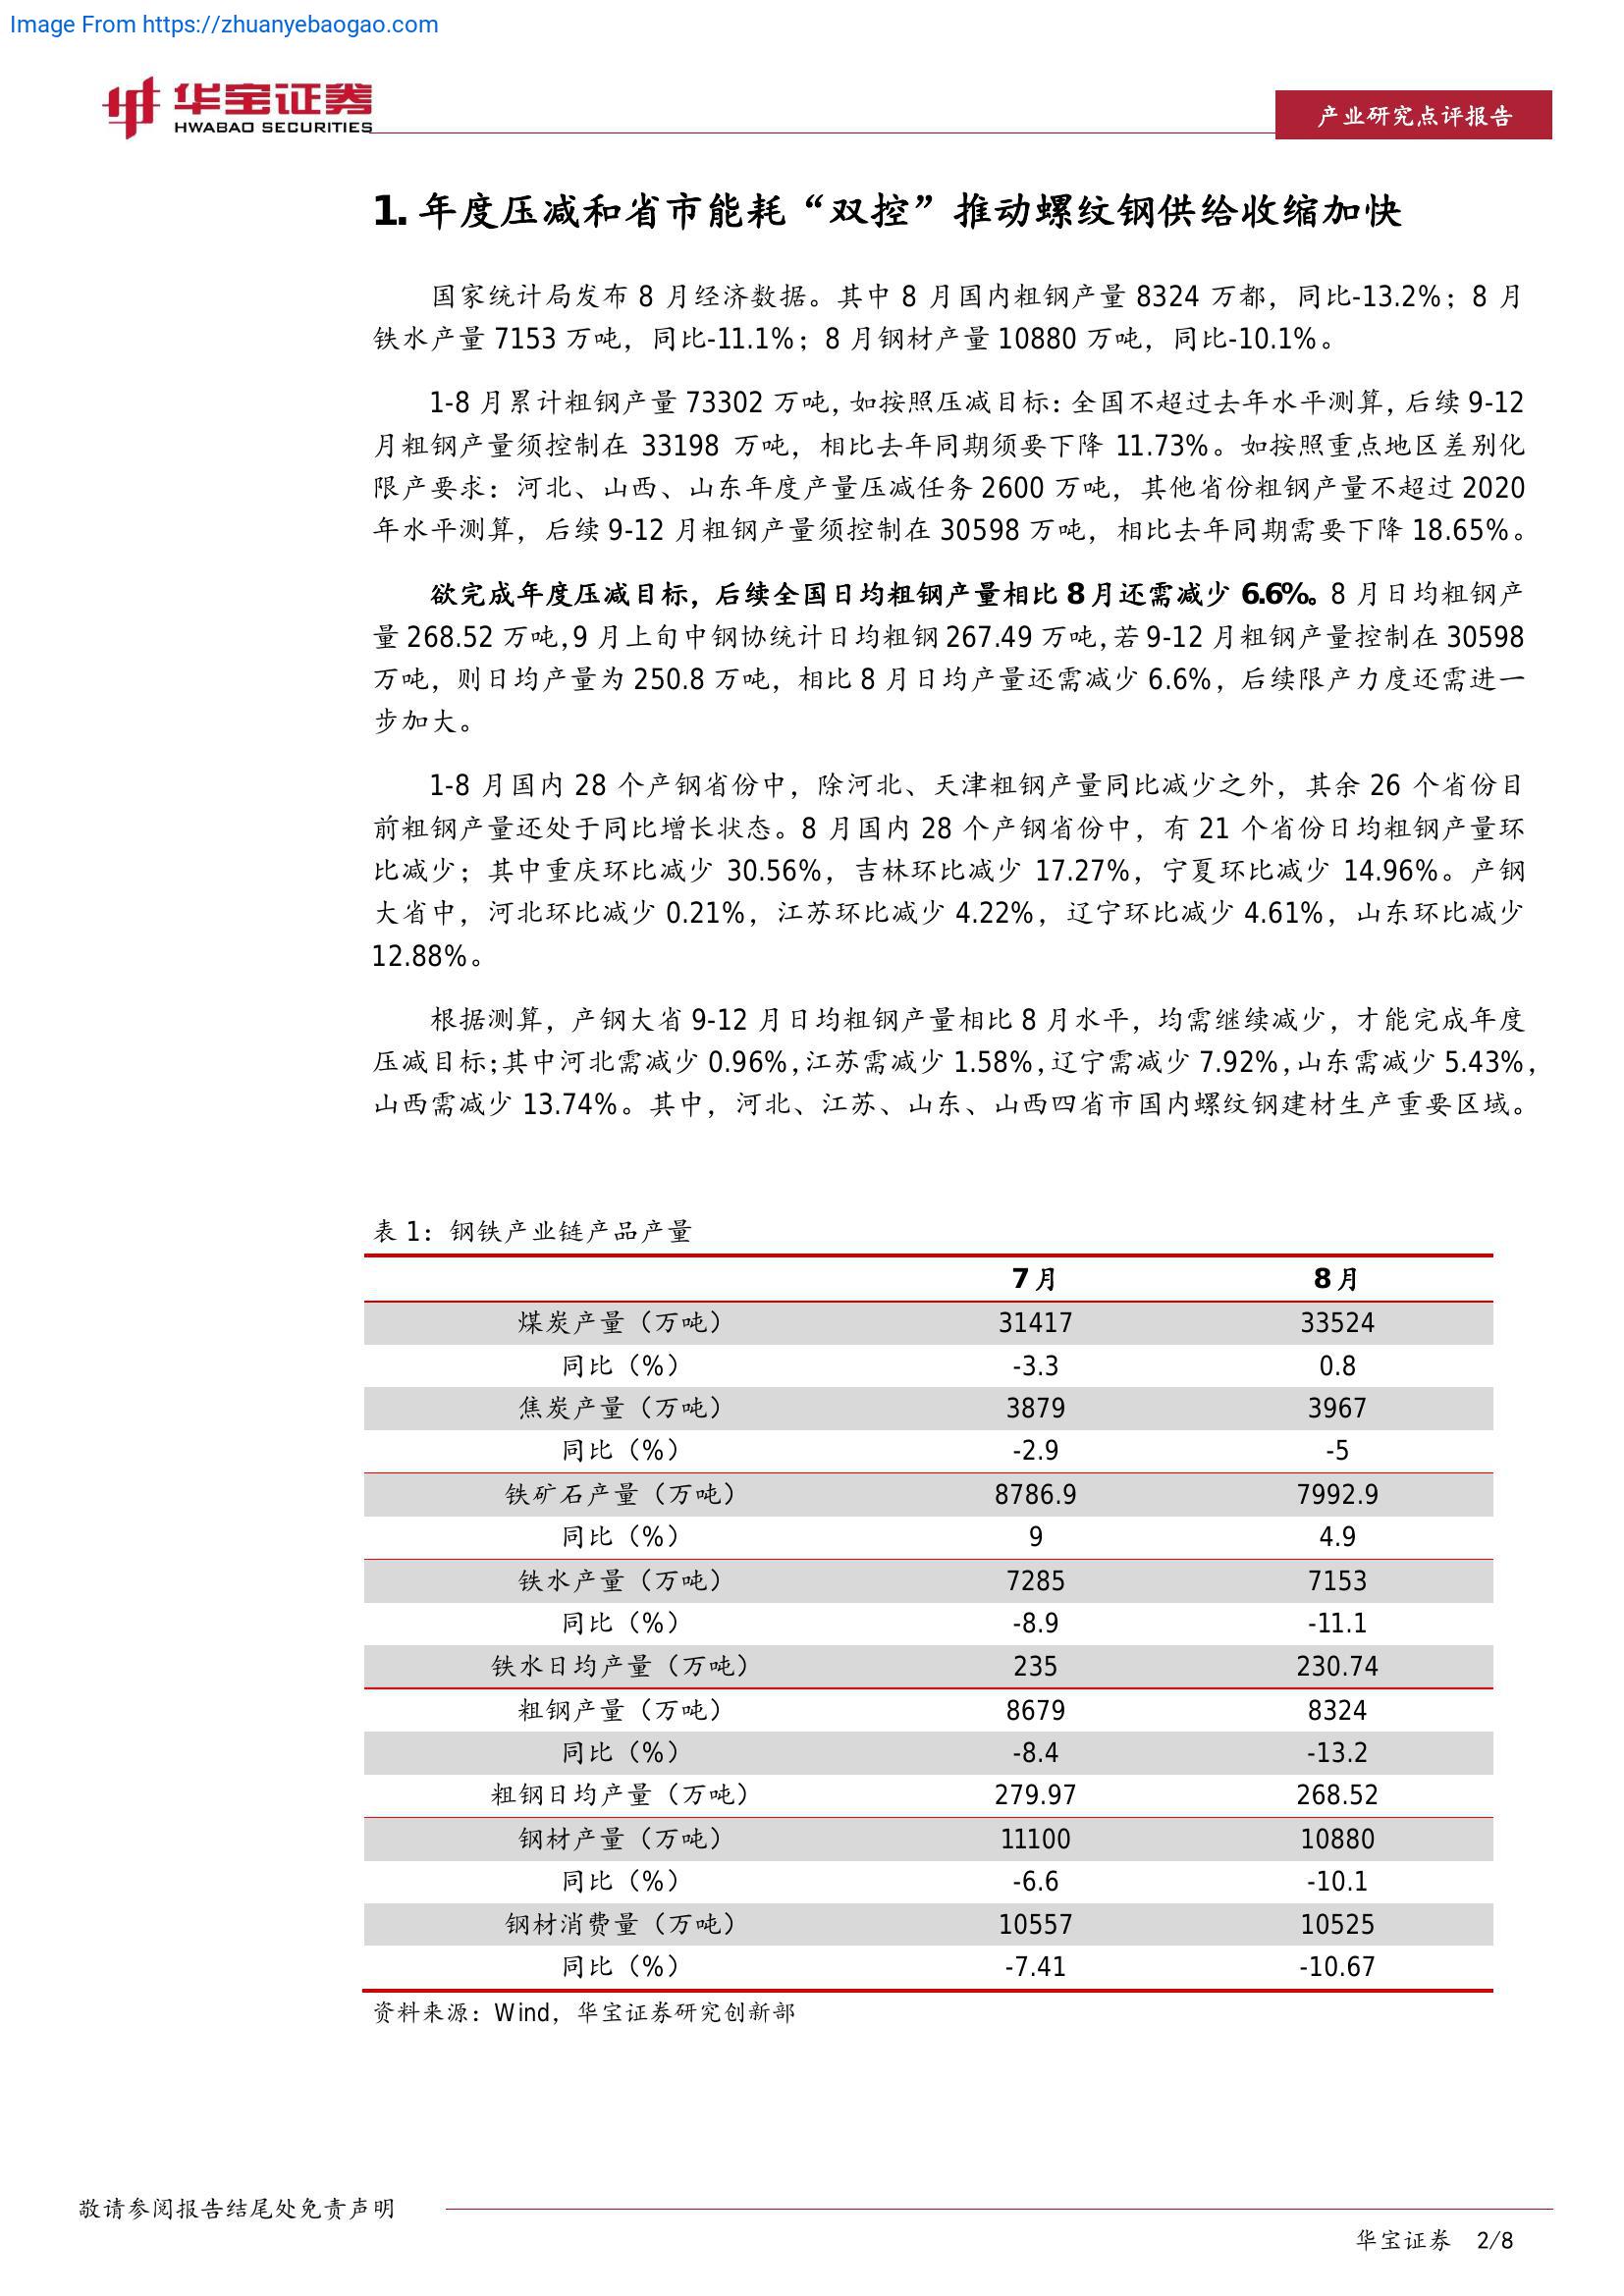 Image From https://zhuanyebaogao.com
华宝证券
HWABAO SECURITIES
产业研究点评报告
1. 年度压减和省市能耗“双控”推动螺纹钢供给收缩加快
国家统计局发布 8 月经济数据。其中 8 月国内粗钢产量 8324 万都，同比-13.2%；8 月
铁水产量 7153 万吨，同比-11.1%；8 月钢材产量 10880 万吨，同比-10.1%。
1-8 月累计粗钢产量 73302 万吨，如按照压减目标：全国不超过去年水平测算，后续 9-12
月粗钢产量须控制在 33198 万吨，相比去年同期须要下降 11.73%。如按照重点地区差别化
限产要求：河北、山西、山东年度产量压减任务 2600 万吨，其他省份粗钢产量不超过 2020
年水平测算，后续 9-12 月粗钢产量须控制在 30598 万吨，相比去年同期需要下降 18.65%。
欲完成年度压减目标，后续全国日均粗钢产量相比 8 月还需减少 6.6%。8 月日均粗钢产
量 268.52 万吨，9 月上旬中钢协统计日均粗钢 267.49 万吨，若 9-12 月粗钢产量控制在 30598
万吨，则日均产量为 250.8 万吨，相比 8 月日均产量还需减少 6.6%，后续限产力度还需进一
步加大。
1-8 月国内 28 个产钢省份中，除河北、天津粗钢产量同比减少之外，其余 26 个省份目
前粗钢产量还处于同比增长状态。8 月国内 28 个产钢省份中，有 21 个省份日均粗钢产量环
比减少；其中重庆环比减少 30.56%，吉林环比减少 17.27%，宁夏环比减少 14.96%。产钢
大省中，河北环比减少 0.21%，江苏环比减少 4.22%，辽宁环比减少 4.61%，山东环比减少
12.88%。
根据测算，产钢大省 9-12 月日均粗钢产量相比 8 月水平，均需继续减少，才能完成年度
压减目标；其中河北需减少 0.96%，江苏需减少 1.58%，辽宁需减少 7.92%，山东需减少 5.43%，
山西需减少 13.74%。其中，河北、江苏、山东、山西四省市国内螺纹钢建材生产重要区域。
表 1：钢铁产业链产品产量
7 月 8 月
煤炭产量（万吨） 31417 33524
同比（%） -3.3 0.8
焦炭产量（万吨） 3879 3967
同比（%） -2.9 -5
铁矿石产量（万吨） 8786.9 7992.9
同比（%） 9 4.9
铁水产量（万吨） 7285 7153
同比（%） -8.9 -11.1
铁水日均产量（万吨） 235 230.74
粗钢产量（万吨） 8679 8324
同比（%） -8.4 -13.2
粗钢日均产量（万吨） 279.97 268.52
钢材产量（万吨） 11100 10880
同比（%） -6.6 -10.1
钢材消费量（万吨） 10557 10525
同比（%） -7.41 -10.67
资料来源：Wind，华宝证券研究创新部
敬请参阅报告结尾处免责声明
华宝证券 2/8